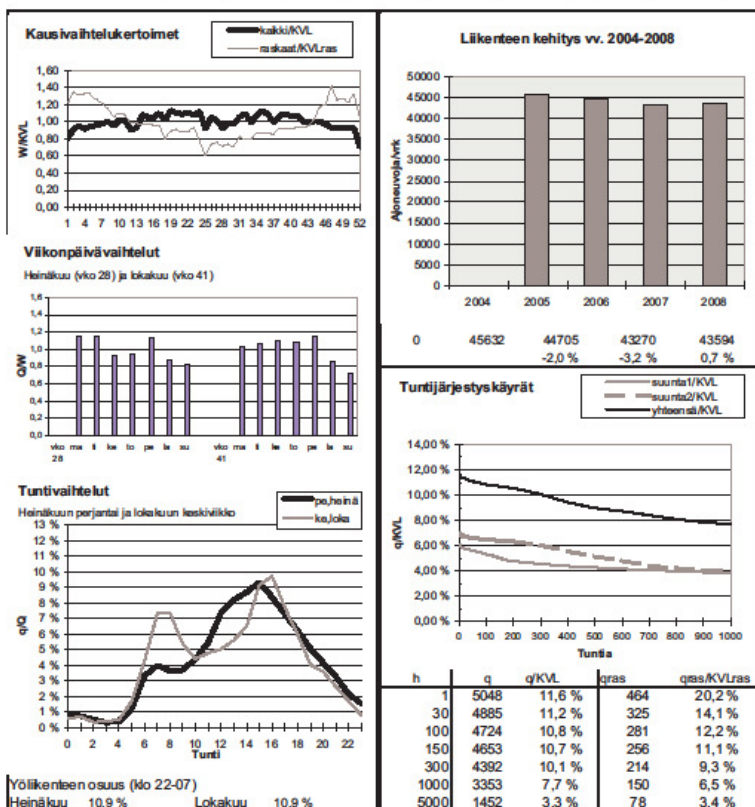 Kausivaihtelukertoimet
kaikki/KVL
raskaat/KVLras
W/KVL
1,60
1,40
1,20
1,00
0,80
0,60
0,40
0,20
0,00
1 4 7 10 13 16 19 22 25 28 31 34 37 40 43 46 49 52
Viikonpäivävaihtelut
Heinäkuu (vko 28) ja lokakuu (vko 41)
Q/W
1,6
1,4
1,2
1,0
0,8
0,6
0,4
0,2
0,0
vko ma ti ke to pe la su vko ma ti ke to pe la su
28 41
Tuntivaihtelut
Heinäkuun perjantai ja lokakuun keskiviikko
pe,heinä
ke,loka
q/Q
13 %
12 %
11 %
10 %
9 %
8 %
7 %
6 %
5 %
4 %
3 %
2 %
1 %
0 %
0 2 4 6 8 10 12 14 16 18 20 22
Tunti
Yöliikenteen osuus (klo 22-07)
Heinäkuu 10,9 % Lokakuu 10,9 %
Liikenteen kehitys vv. 2004-2008
Ajoneuvoja/vrk
50000
45000
40000
35000
30000
25000
20000
15000
10000
5000
0
2004 2005 2006 2007 2008
0 45632 44705 43270 43594
-2,0 % -3,2 % 0,7 %
Tuntijärjestyskäyrät
suunta1/KVL
suunta2/KVL
yhteensä/KVL
q/KVL
14,00 %
12,00 %
10,00 %
8,00 %
6,00 %
4,00 %
2,00 %
0,00 %
0 100 200 300 400 500 600 700 800 900 1000
Tuntia
h q q/KVL qras qras/KVLras
1 5048 11,6 % 464 20,2 %
30 4885 11,2 % 325 14,1 %
100 4724 10,8 % 281 12,2 %
150 4653 10,7 % 256 11,1 %
300 4392 10,1 % 214 9,3 %
1000 3353 7,7 % 150 6,5 %
5000 1452 3,3 % 78 3,4 %